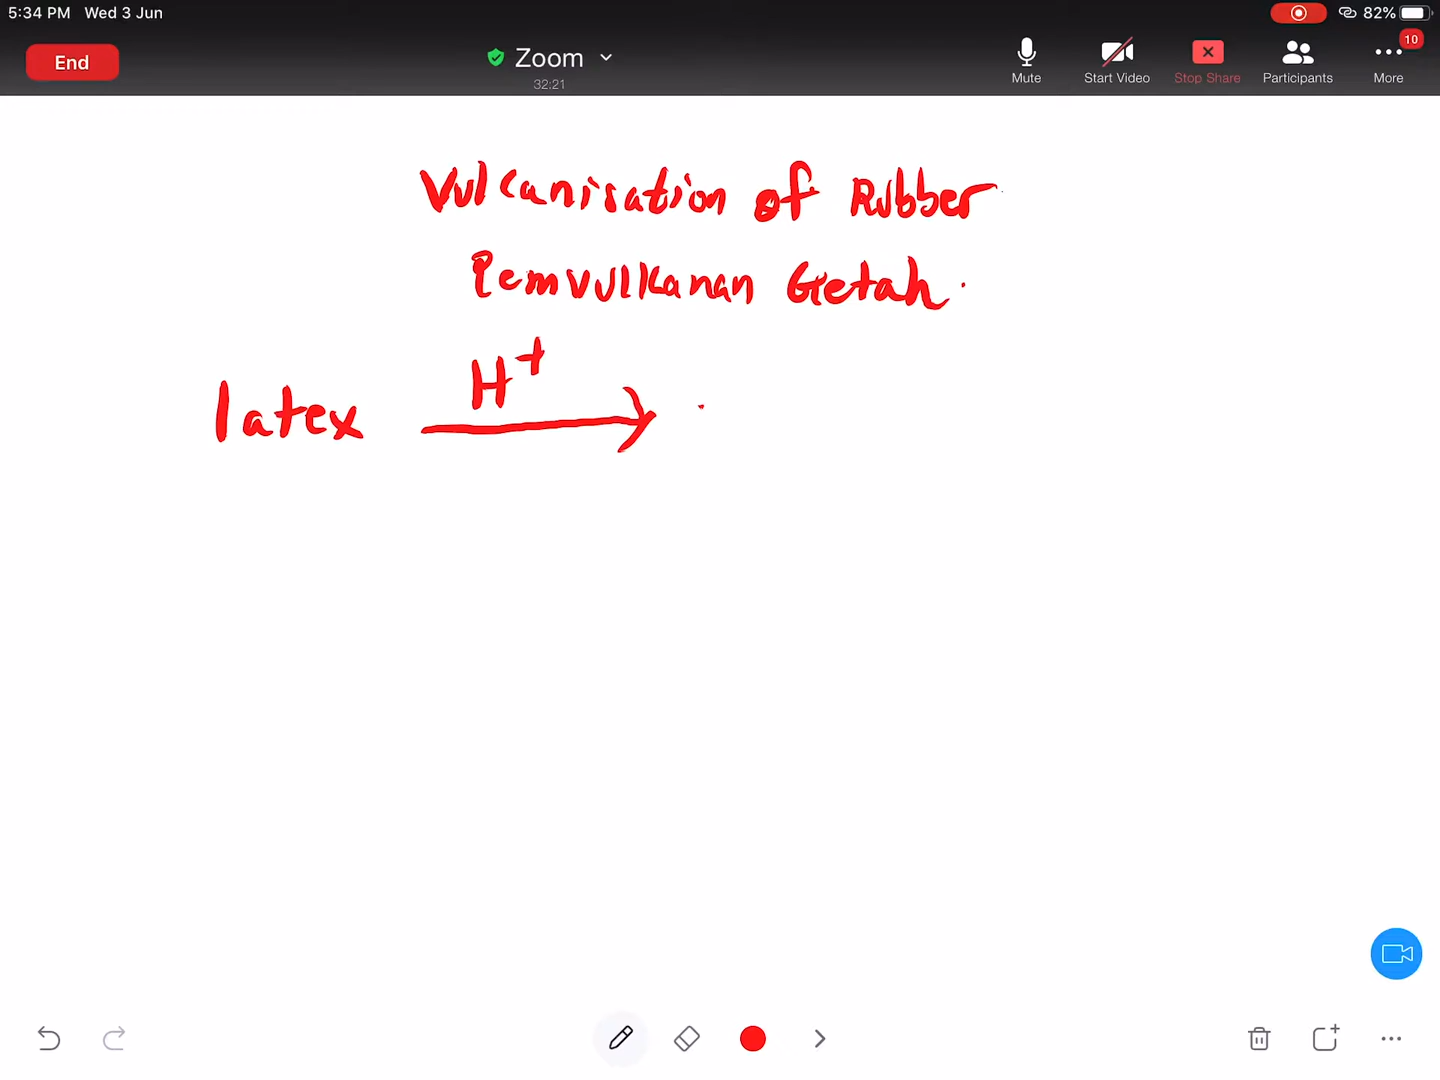 5:34 PM Wed 3 Jun 82%
End Zoom 32:21 Mute Start Video Stop Share Participants More 10
Vulcanisation of Rubber
Pemvulkanan Getah.
latex H+ →